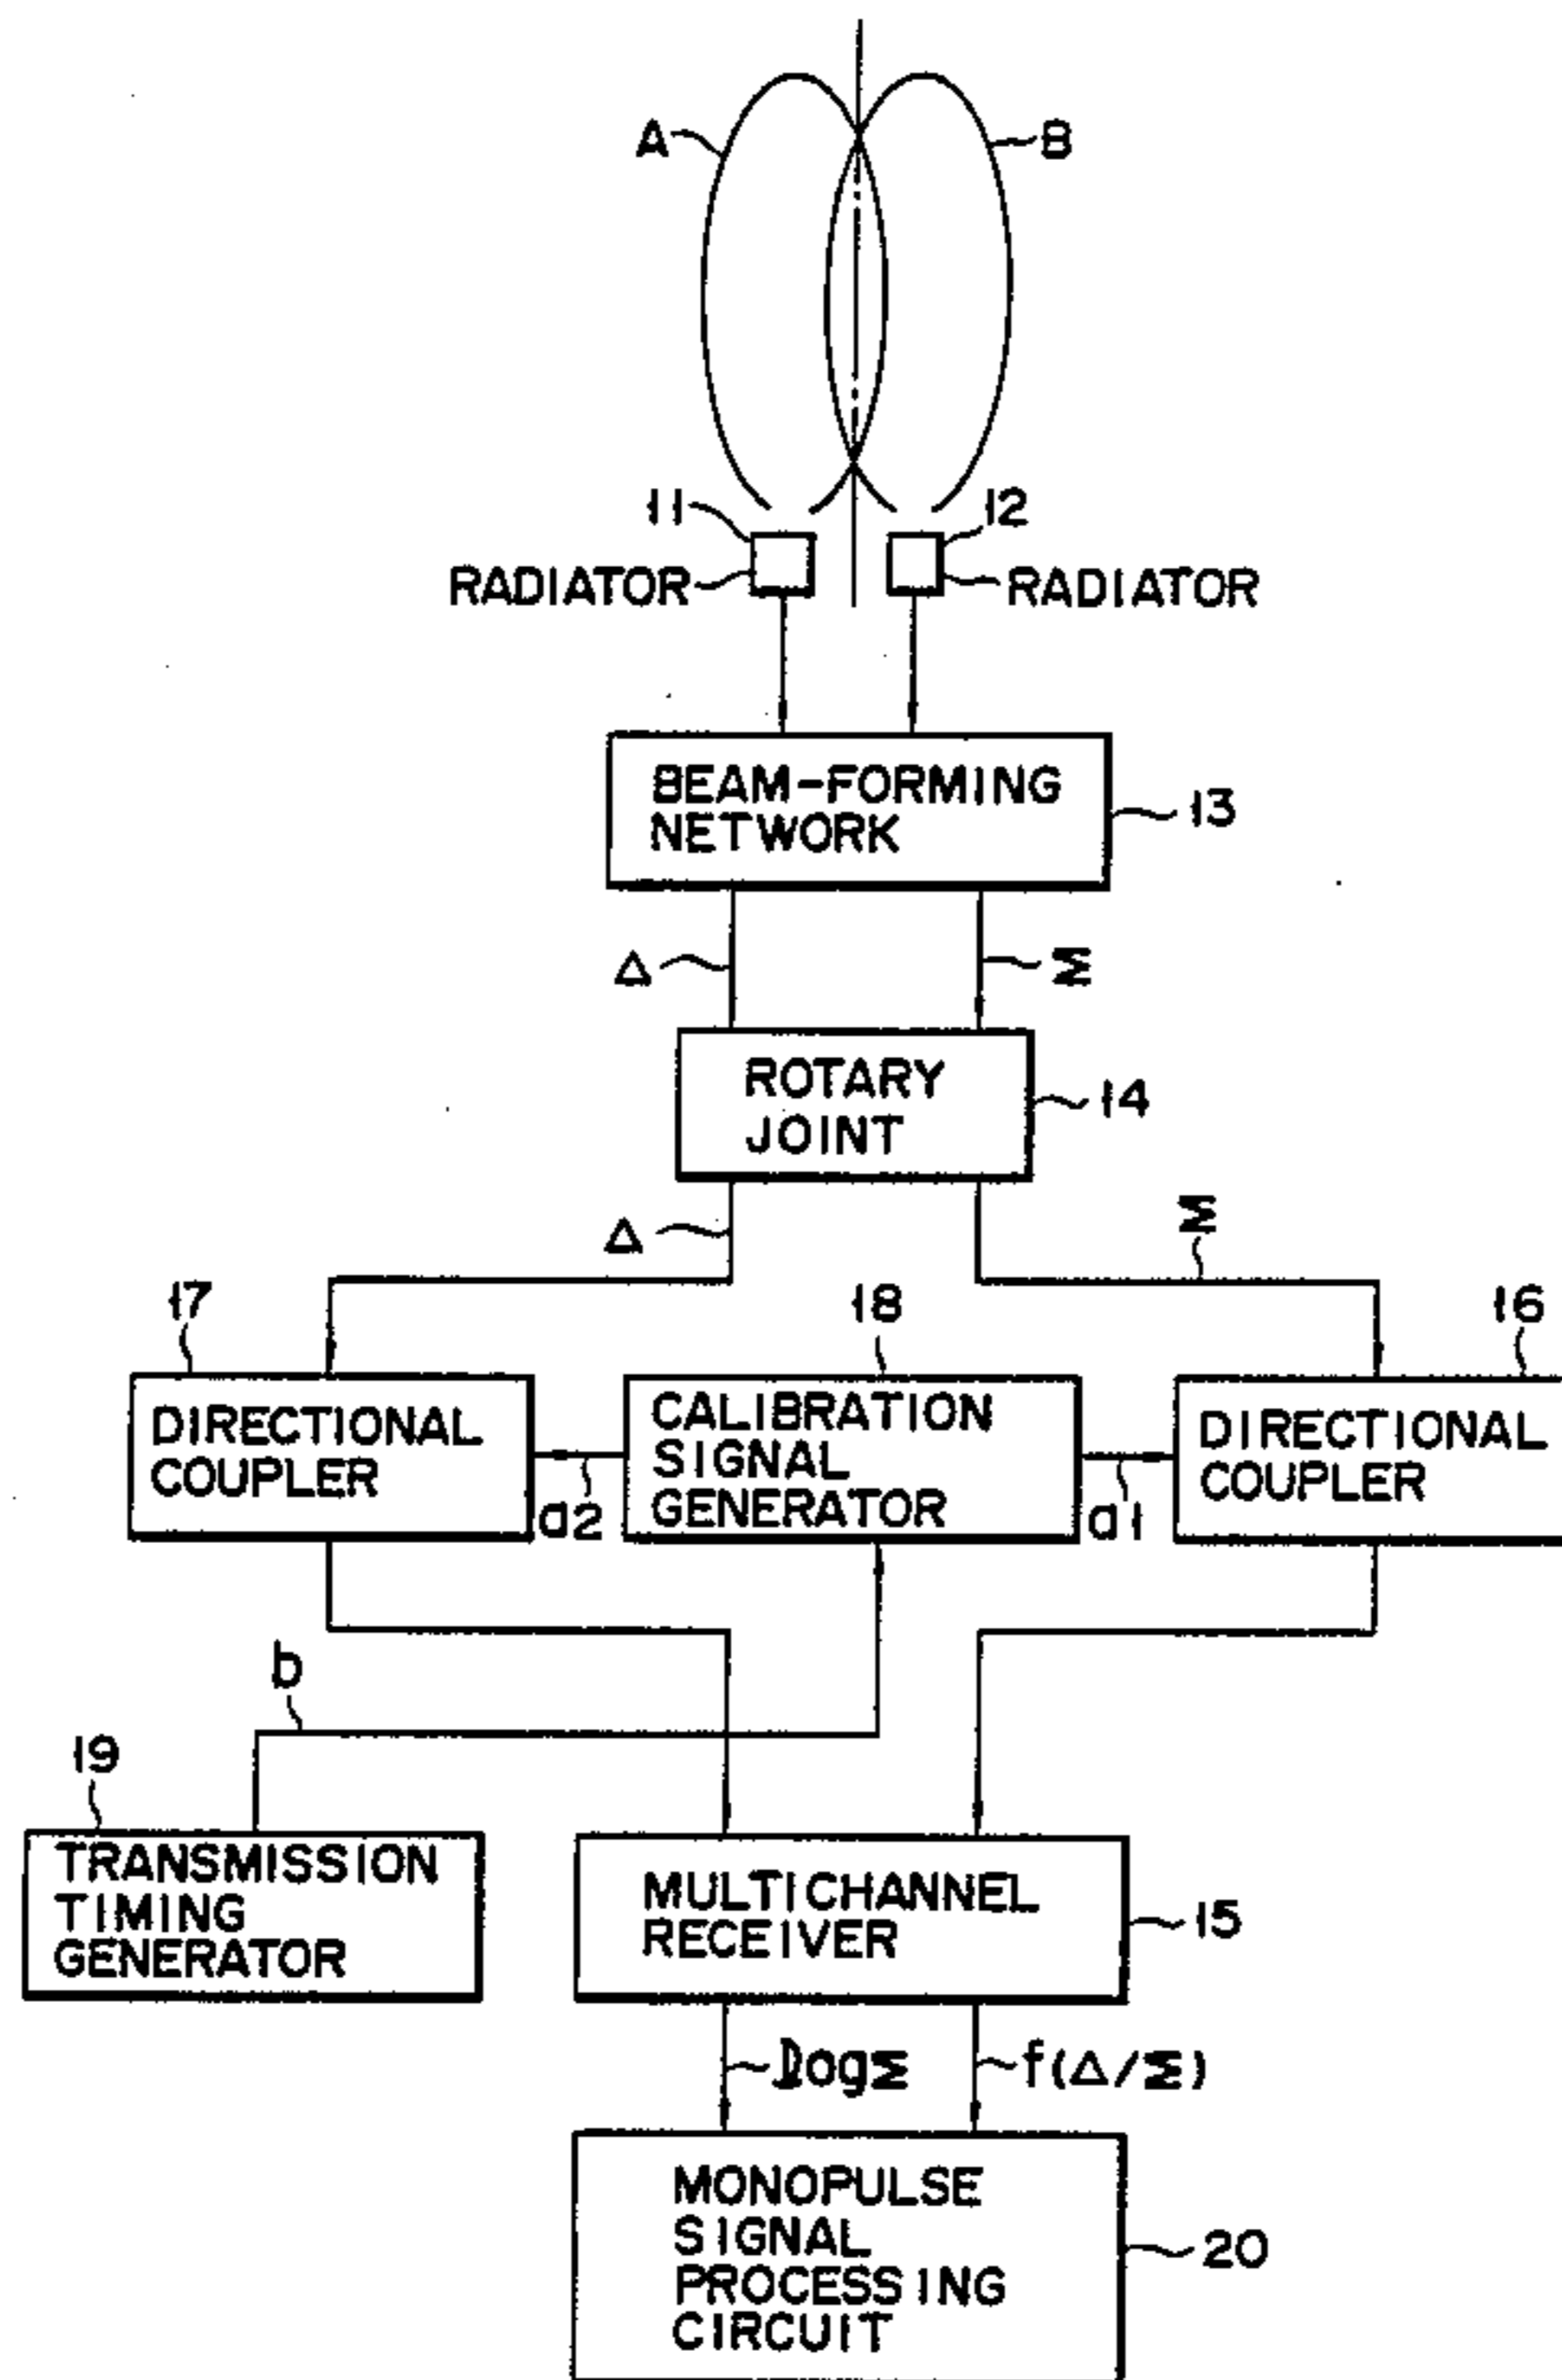 A
B
11
12
RADIATOR
RADIATOR
BEAM-FORMING
NETWORK
13
Δ
Σ
ROTARY
JOINT
14
Δ
Σ
17
18
16
DIRECTIONAL
COUPLER
a2
CALIBRATION
SIGNAL
GENERATOR
a1
DIRECTIONAL
COUPLER
b
19
TRANSMISSION
TIMING
GENERATOR
MULTICHANNEL
RECEIVER
15
logΣ
f(Δ/Σ)
MONOPULSE
SIGNAL
PROCESSING
CIRCUIT
20